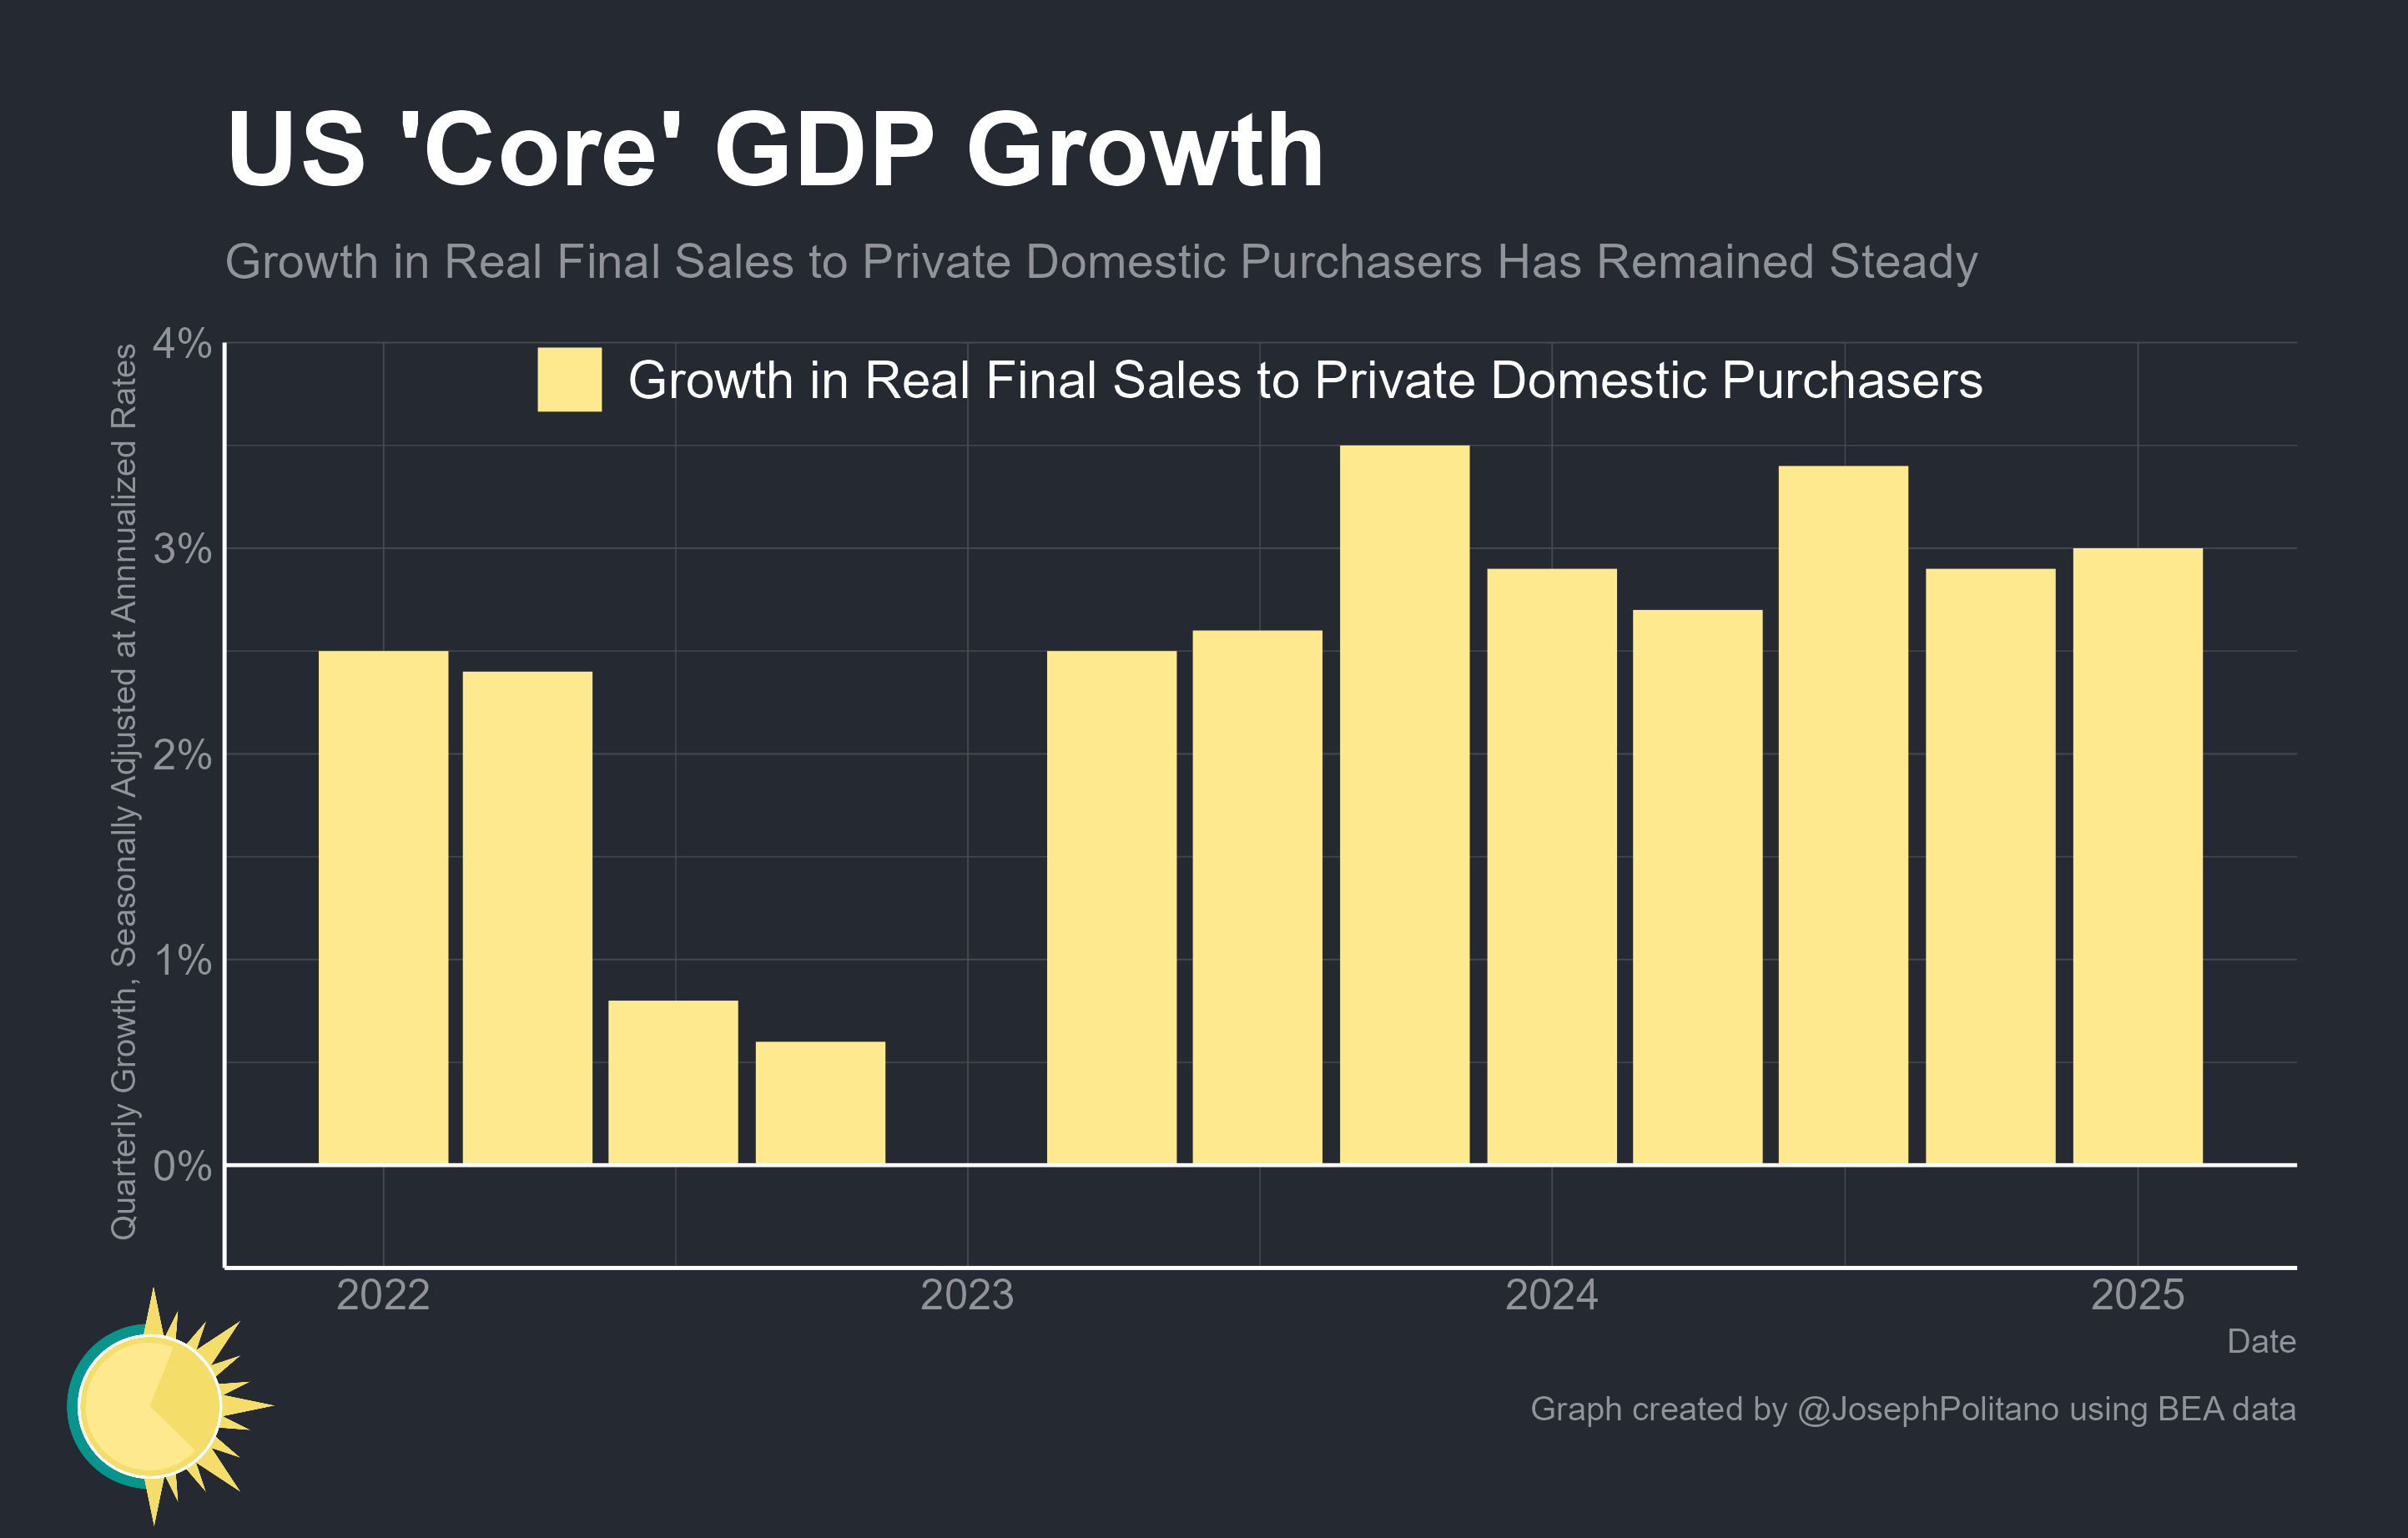 US 'Core' GDP Growth
Growth in Real Final Sales to Private Domestic Purchasers Has Remained Steady
Quarterly Growth, Seasonally Adjusted at Annualized Rates
4%
3%
2%
1%
0%
Growth in Real Final Sales to Private Domestic Purchasers
2022
2023
2024
2025
Date
Graph created by @JosephPolitano using BEA data